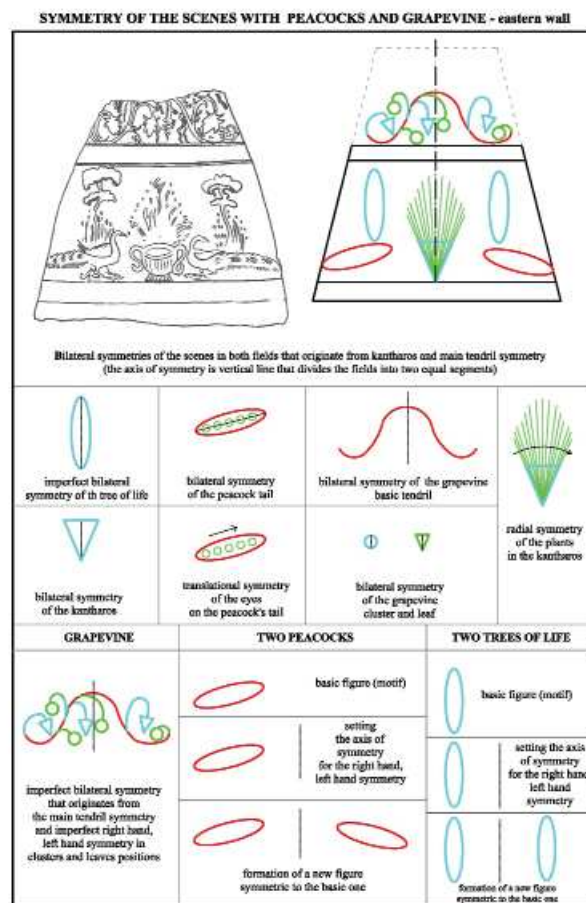 SYMMETRY OF THE SCENES WITH PEACOCKS AND GRAPEVINE - eastern wall
Bilateral symmetries of the scenes in both fields that originate from kantharos and main tendril symmetry
(the axis of symmetry is vertical line that divides the fields into two equal segments)
imperfect bilateral
symmetry of th tree of life
bilateral symmetry
of the peacock tail
bilateral symmetry of the grapevine
basic tendril
radial symmetry
of the plants
in the kantharos
bilateral symmetry
of the kantharos
translational symmetry
of the eyes
on the peacock's tail
bilateral symmetry
of the grapevine
cluster and leaf
GRAPEVINE
TWO PEACOCKS
TWO TREES OF LIFE
imperfect bilateral symmetry
that originates from
the main tendril symmetry
and imperfect right hand,
left hand symmetry in
clusters and leaves positions
basic figure (motif)
setting
the axis of
symmetry
for the right hand,
left hand symmetry
formation of a new figure
symmetric to the basic one
basic figure (motif)
setting the axis
of symmetry
for the right hand,
left hand
symmetry
formation of a new figure
symmetric to the basic one